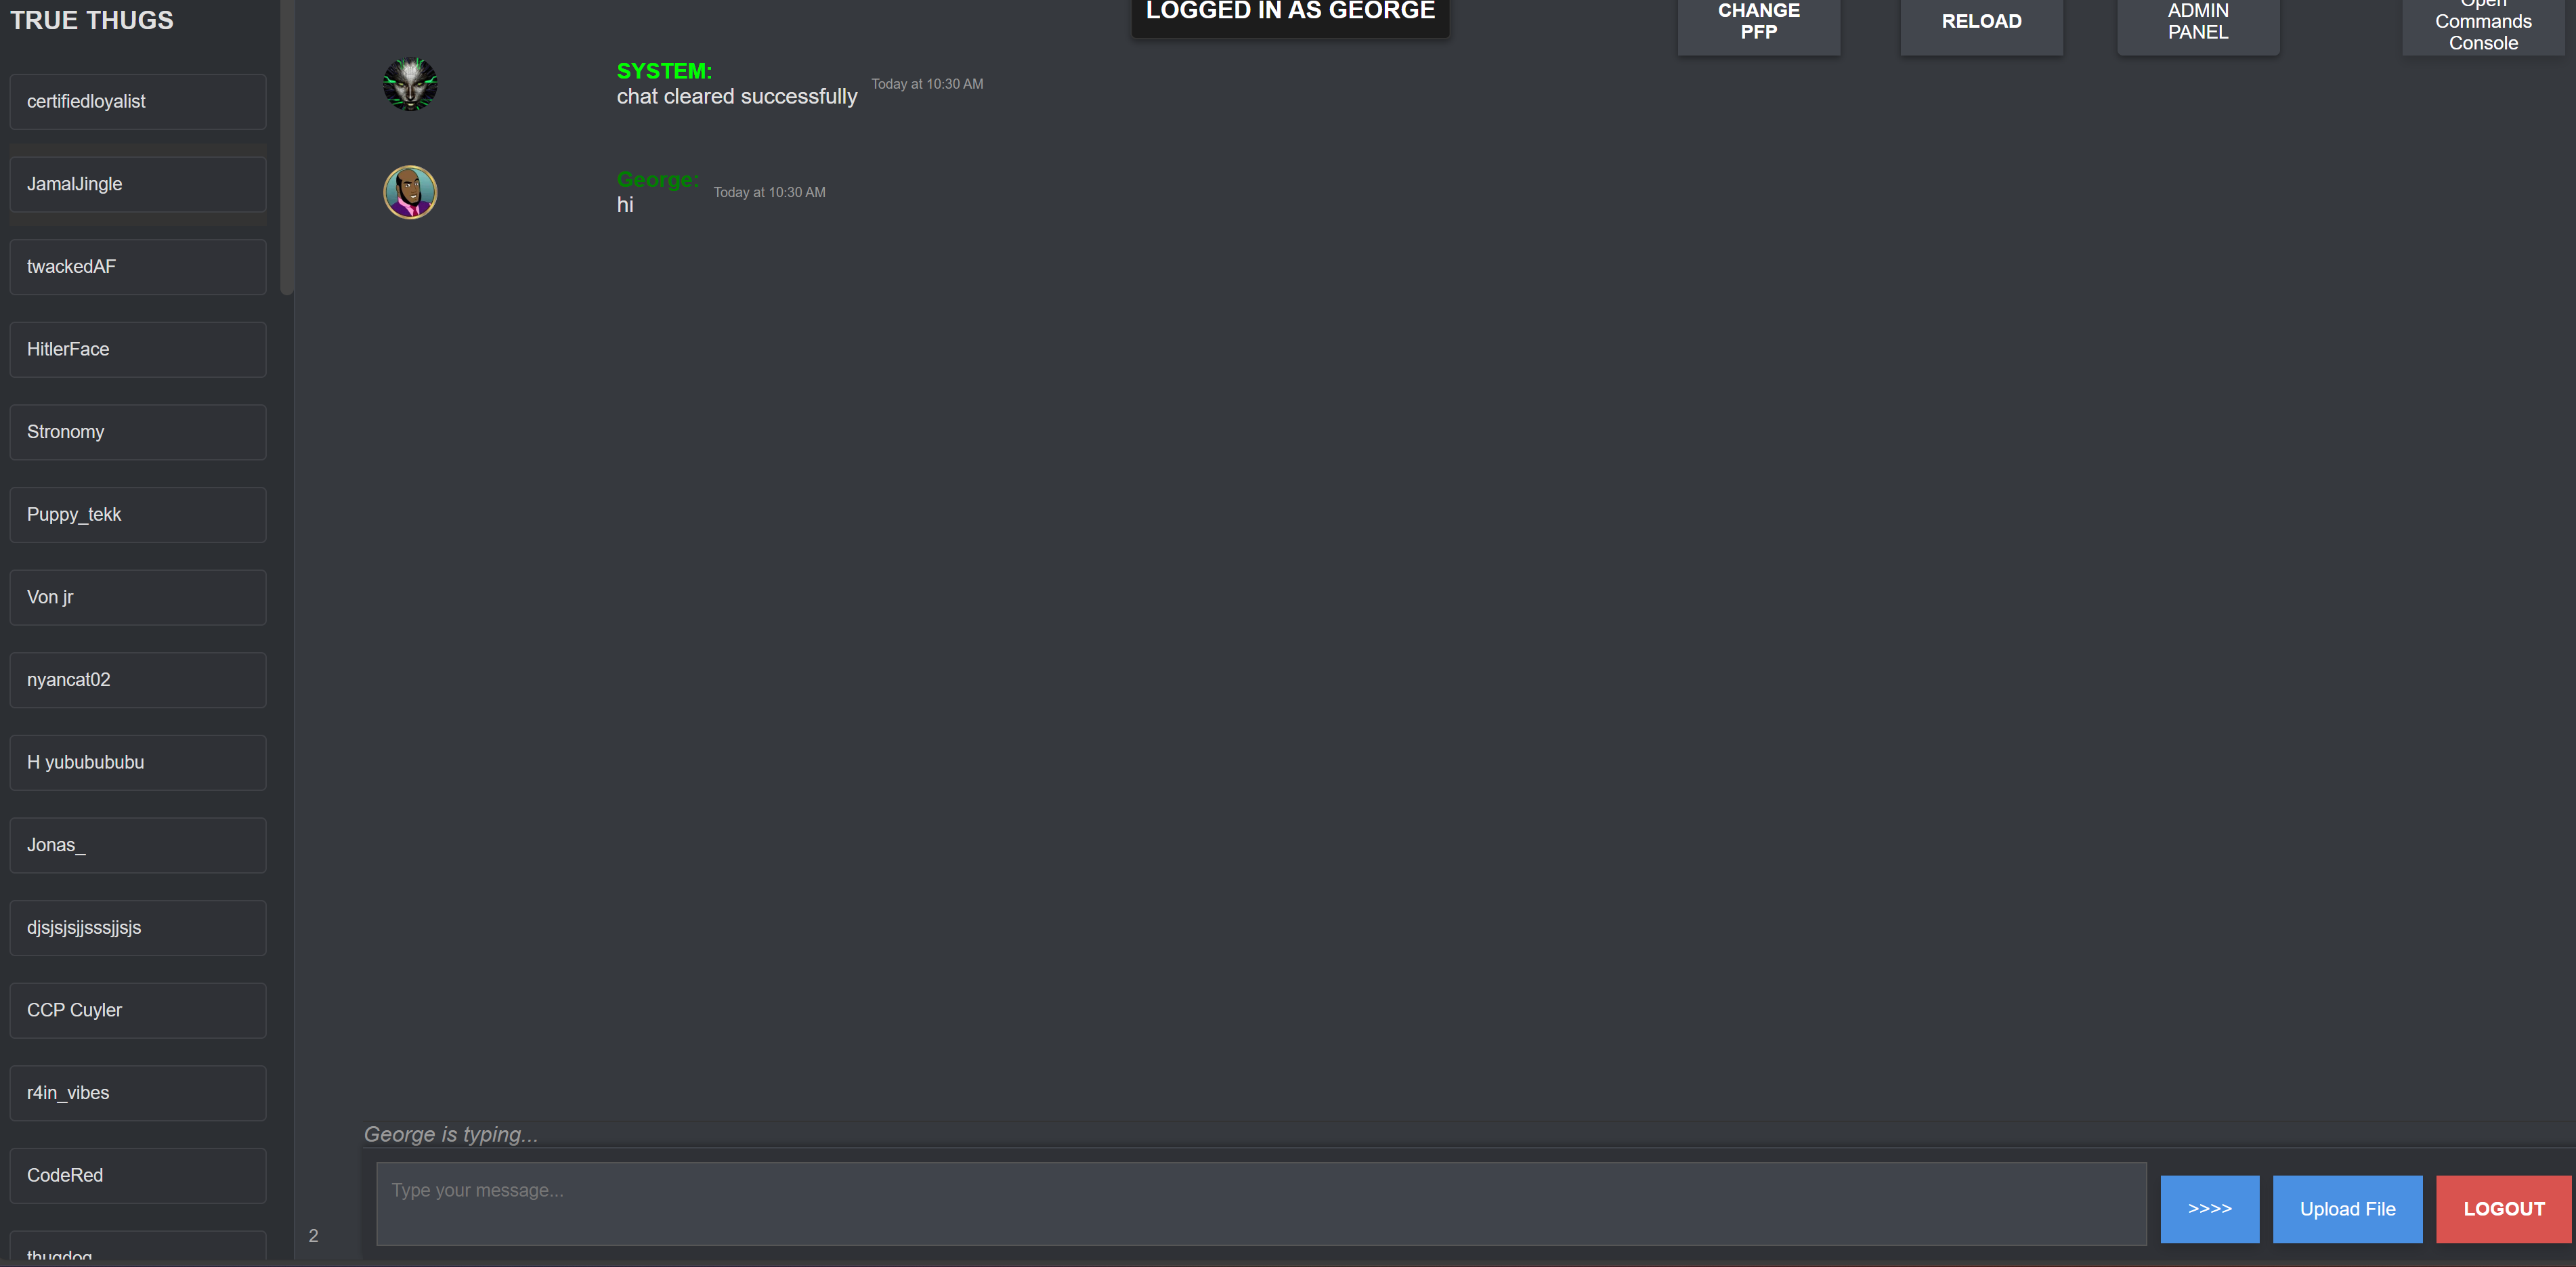 TRUE THUGS
certifiedloyalist
JamalJingle
twackedAF
HitlerFace
Stronomy
Puppy_tekk
Von jr
nyancat02
H yububububu
Jonas_
djsjsjsjjsssjjsjs
CCP Cuyler
r4in_vibes
CodeRed
thugdog
LOGGED IN AS GEORGE
CHANGE
PFP
RELOAD
ADMIN
PANEL
Open
Commands
Console
SYSTEM:
chat cleared successfully
Today at 10:30 AM
George:
hi
Today at 10:30 AM
George is typing...
2
Type your message...
>>>>
Upload File
LOGOUT